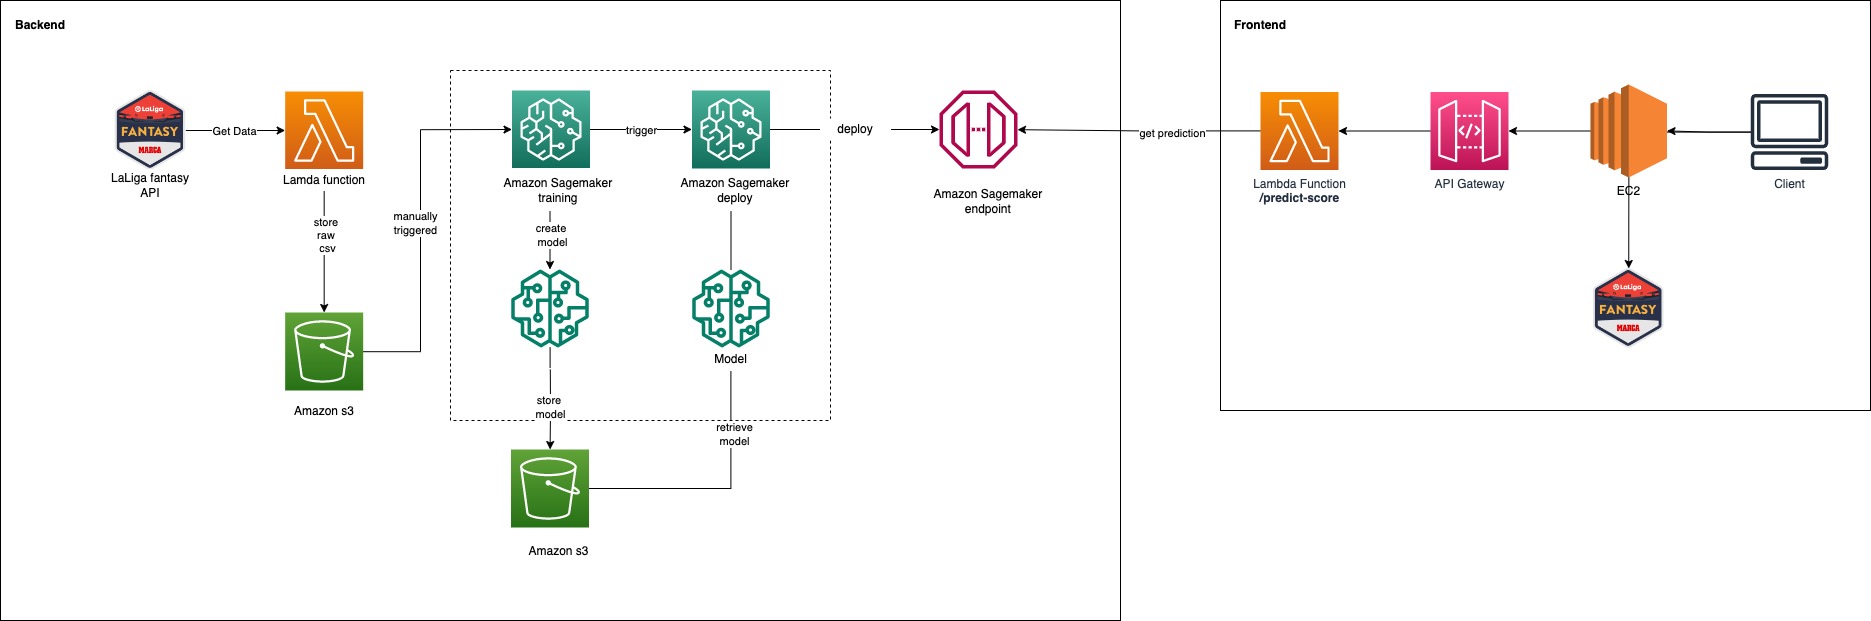 Backend
Frontend
LaLiga
FANTASY
MARCA
LaLiga fantasy
API
Get Data
Lamda function
store
raw
csv
Amazon s3
manually
triggered
Amazon Sagemaker
training
trigger
Amazon Sagemaker
deploy
create
model
store
model
Amazon s3
Model
retrieve
model
deploy
Amazon Sagemaker
endpoint
get prediction
Lambda Function
/predict-score
</>
API Gateway
EC2
Client
LaLiga
FANTASY
MARCA